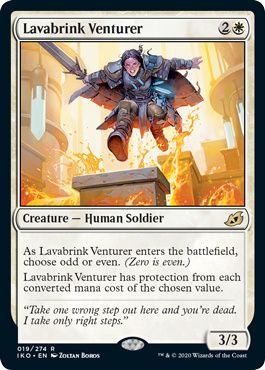 Lavabrink Venturer 2
Creature — Human Soldier
As Lavabrink Venturer enters the battlefield,
choose odd or even. (Zero is even.)
Lavabrink Venturer has protection from each
converted mana cost of the chosen value.
“Take one wrong step out here and you’re dead.
I take only right steps.”
3/3
019/274 R
IKO • EN ZOLTAN BOROS ™ & © 2020 Wizards of the Coast